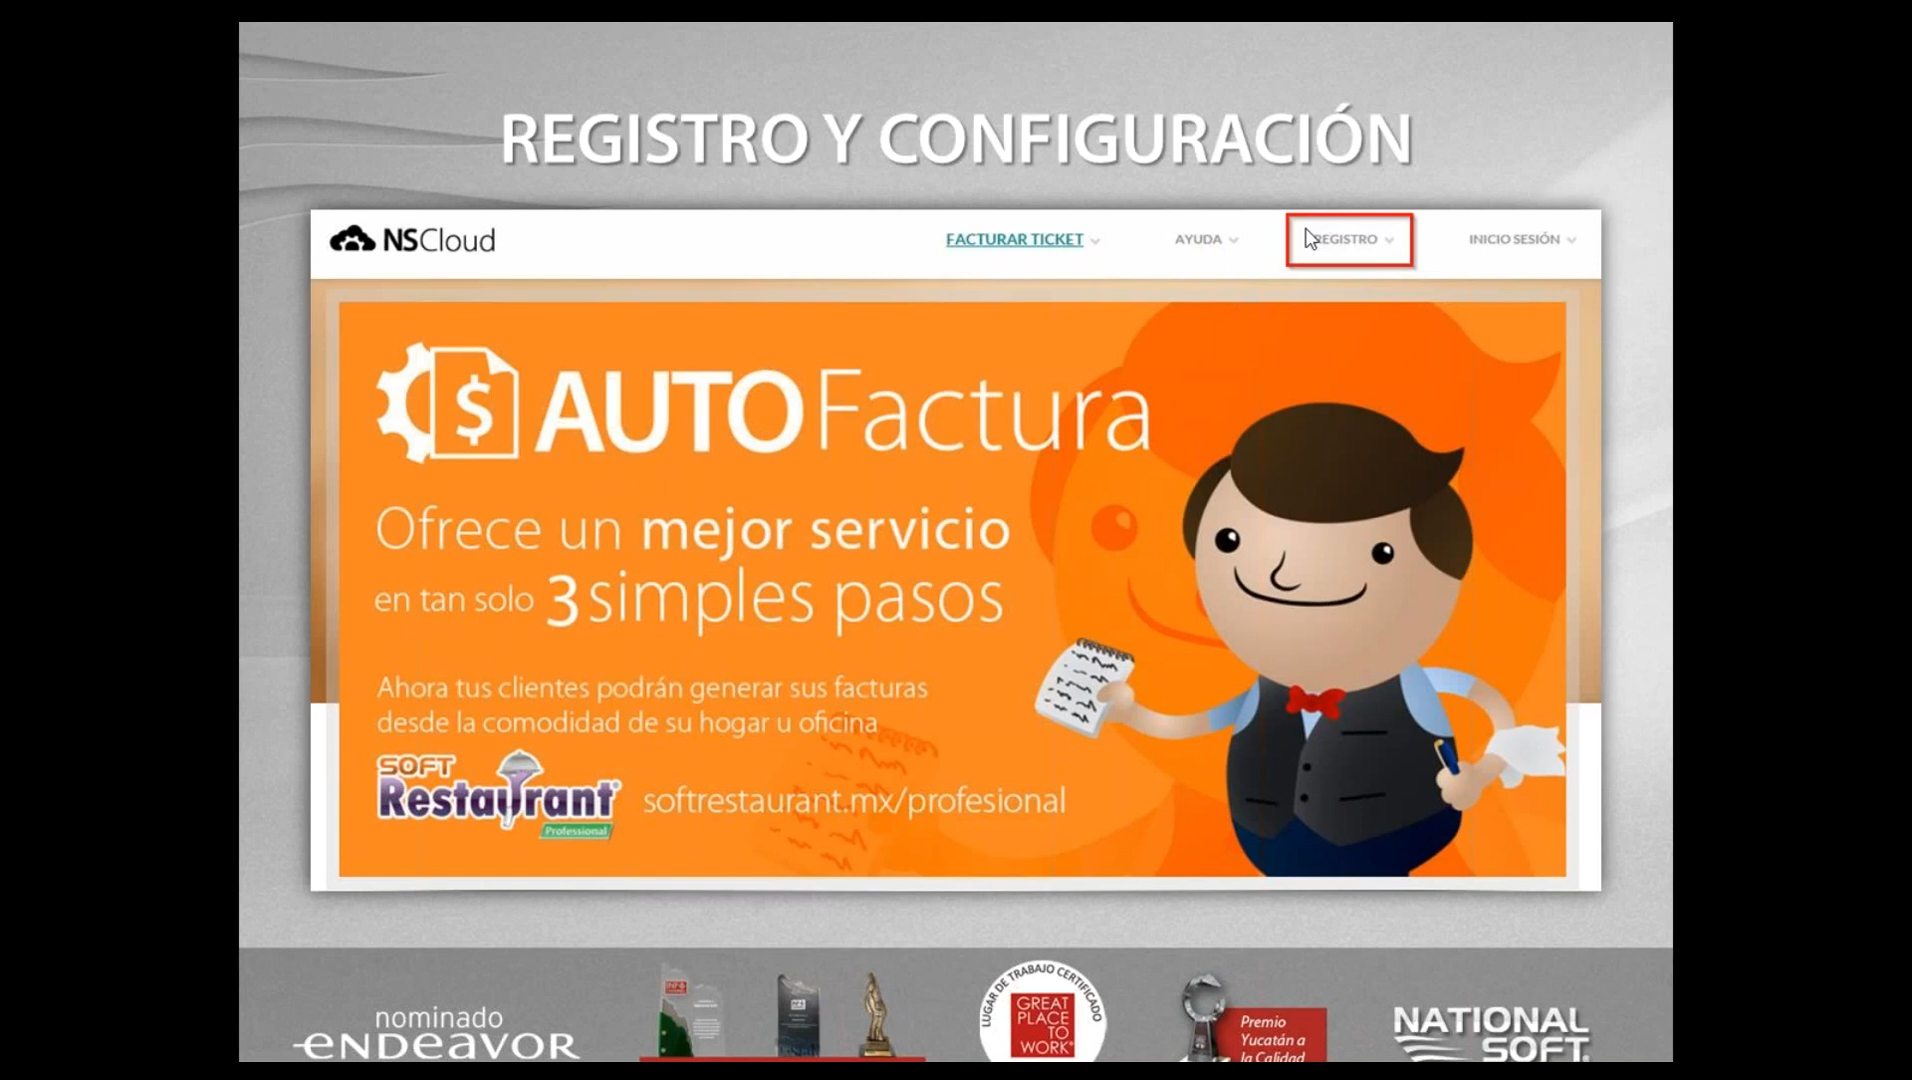 REGISTRO Y CONFIGURACIÓN
NSCloud
FACTURAR TICKET
AYUDA
REGISTRO
INICIO SESIÓN
$ AUTOFactura
Ofrece un mejor servicio
en tan solo 3 simples pasos
Ahora tus clientes podrán generar sus facturas
desde la comodidad de su hogar u oficina
SOFT
Restaurant
Professional
softrestaurant.mx/profesional
nominado
enDeavor
LUGAR DE TRABAJO CERTIFICADO
GREAT
PLACE
TO
WORK®
Premio
Yucatán a
la Calidad
NATIONAL
SOFT®